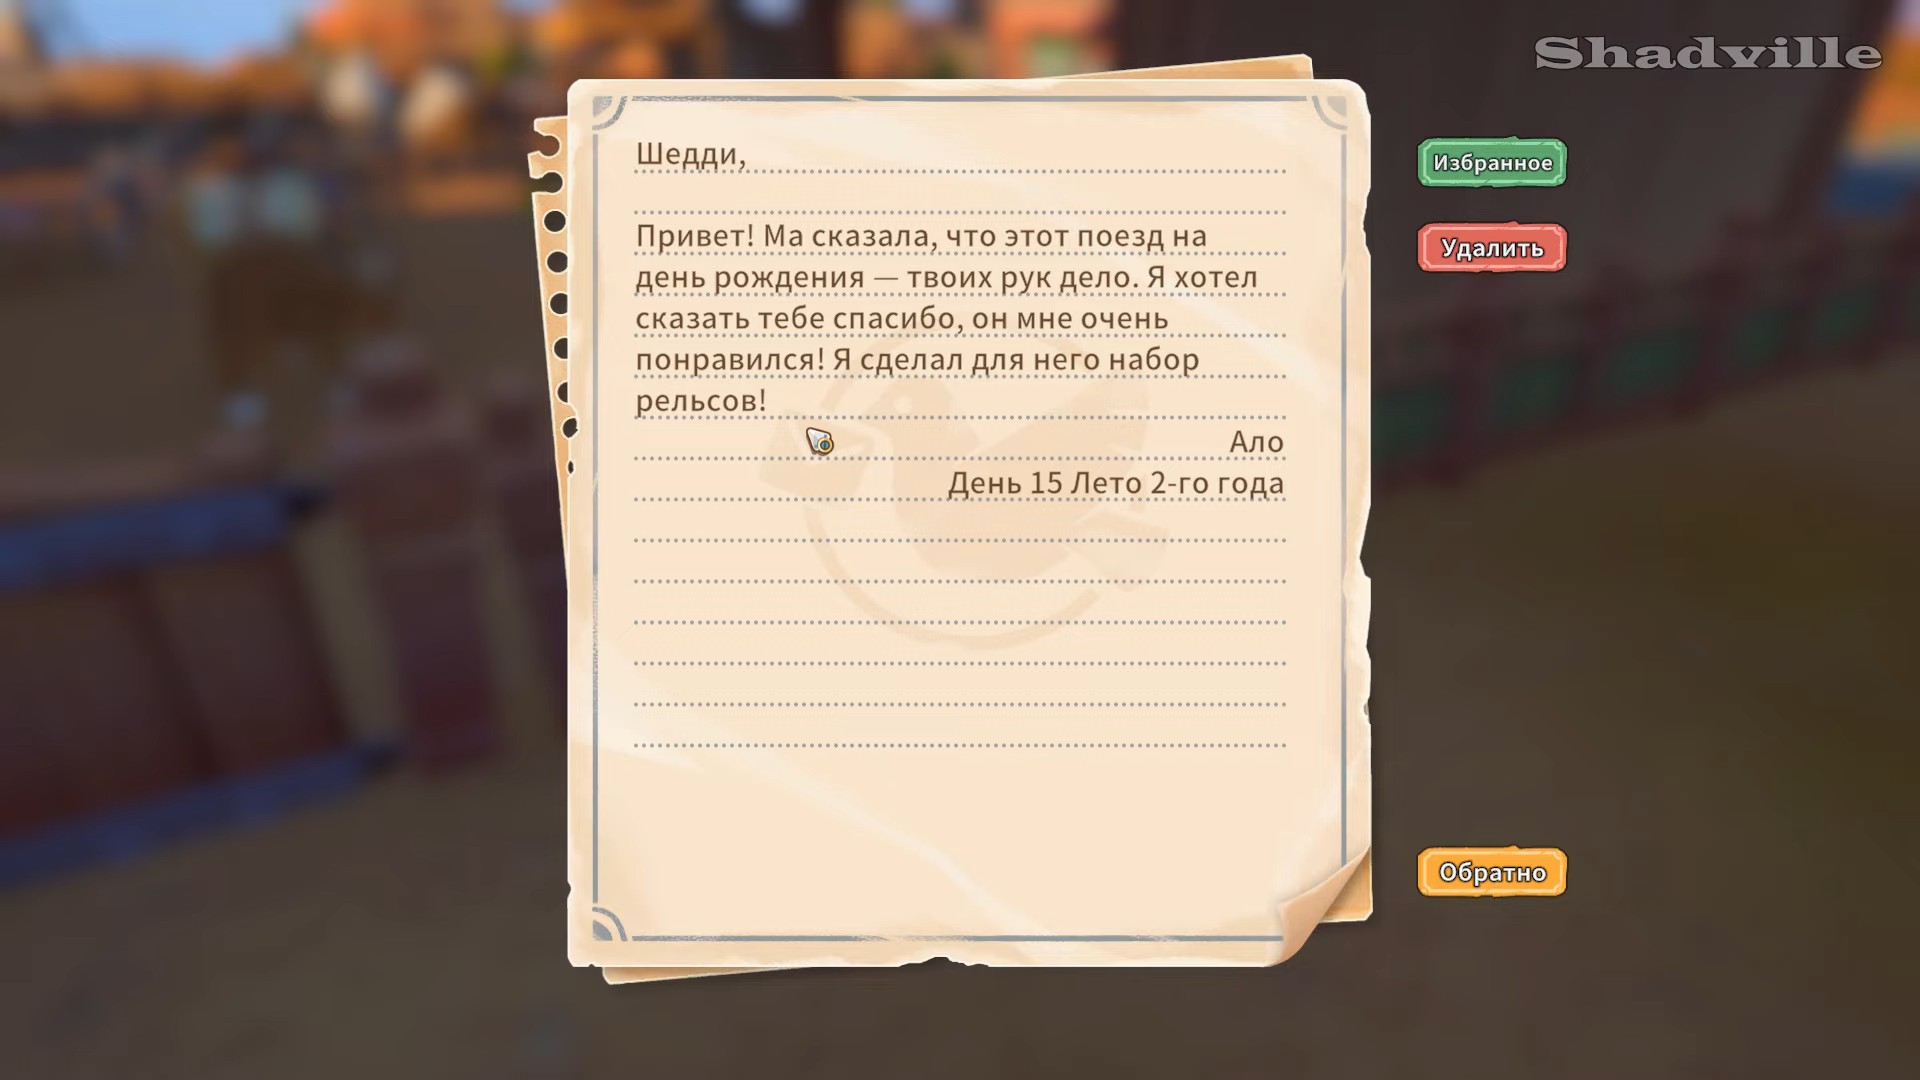 Shadville
Шедди,
Привет! Ма сказала, что этот поезд на
день рождения — твоих рук дело. Я хотел
сказать тебе спасибо, он мне очень
понравился! Я сделал для него набор
рельсов!
Ало
День 15 Лето 2-го года
Избранное
Удалить
Обратно